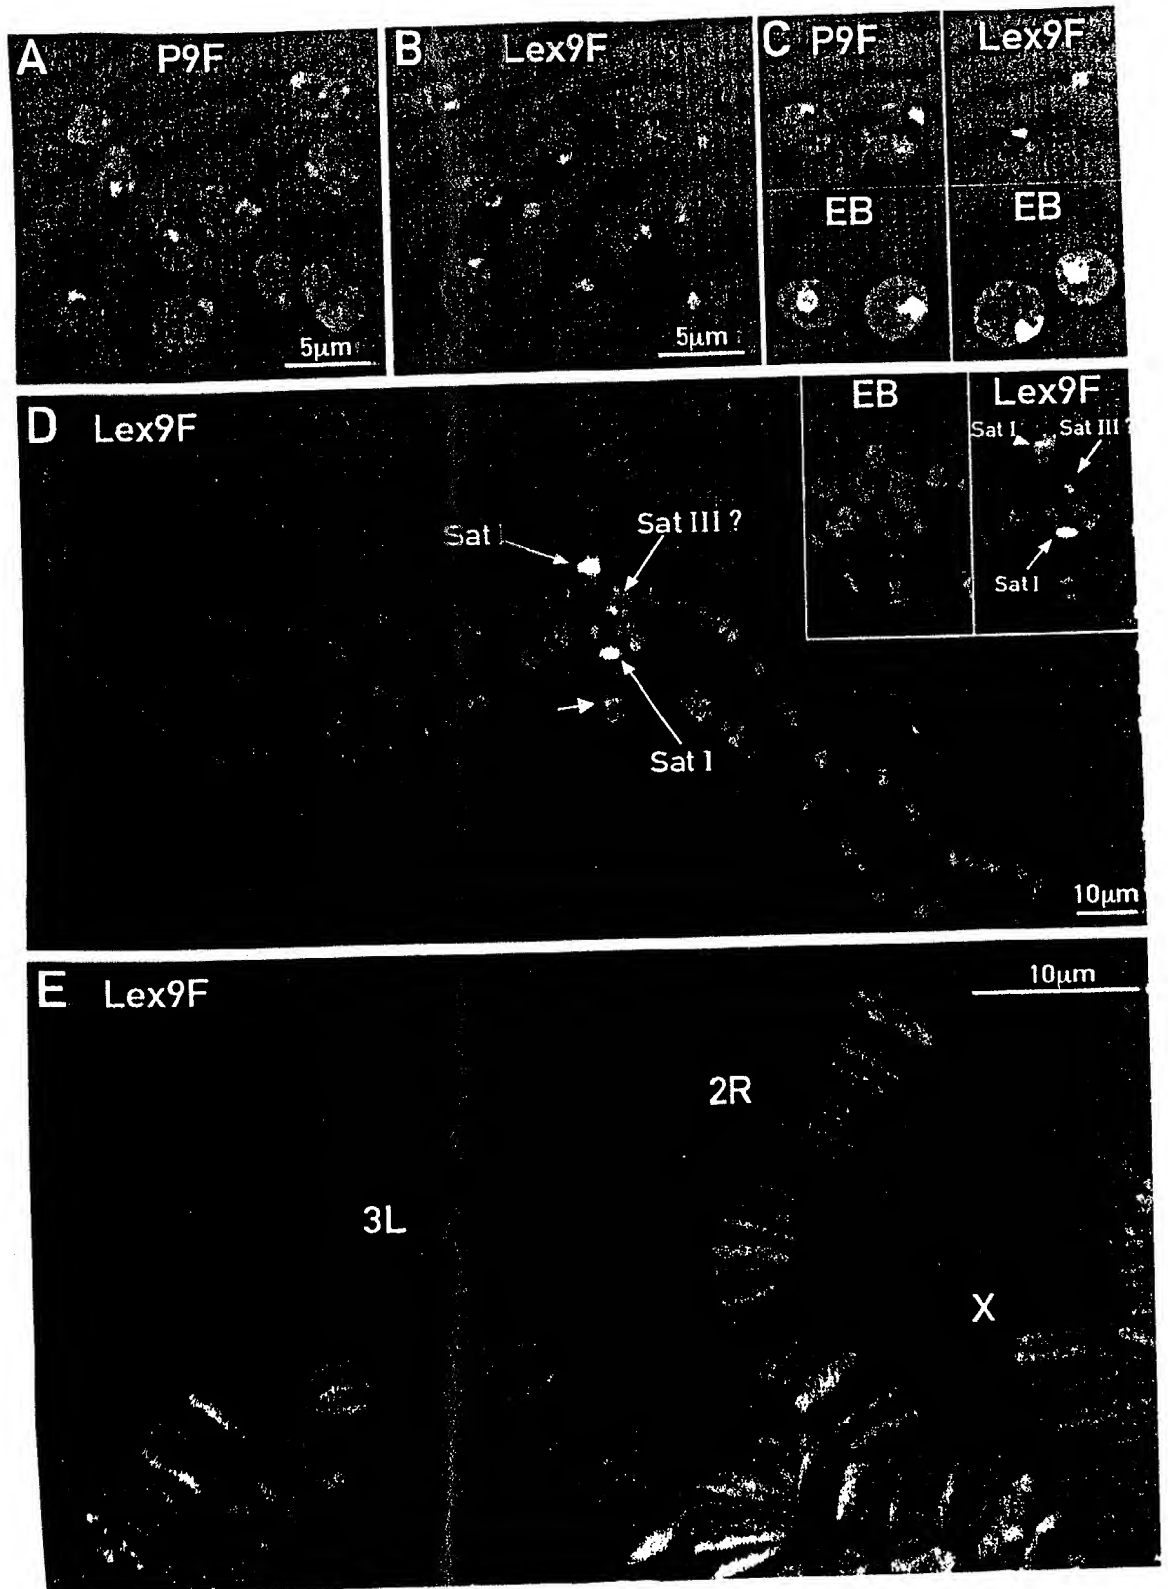 A P9F
5µm
B Lex9F
5µm
C P9F
Lex9F
EB
EB
D Lex9F
Sat I
Sat III ?
Sat I
10µm
EB
Lex9F
Sat I
Sat III ?
Sat I
E Lex9F
10µm
2R
3L
X